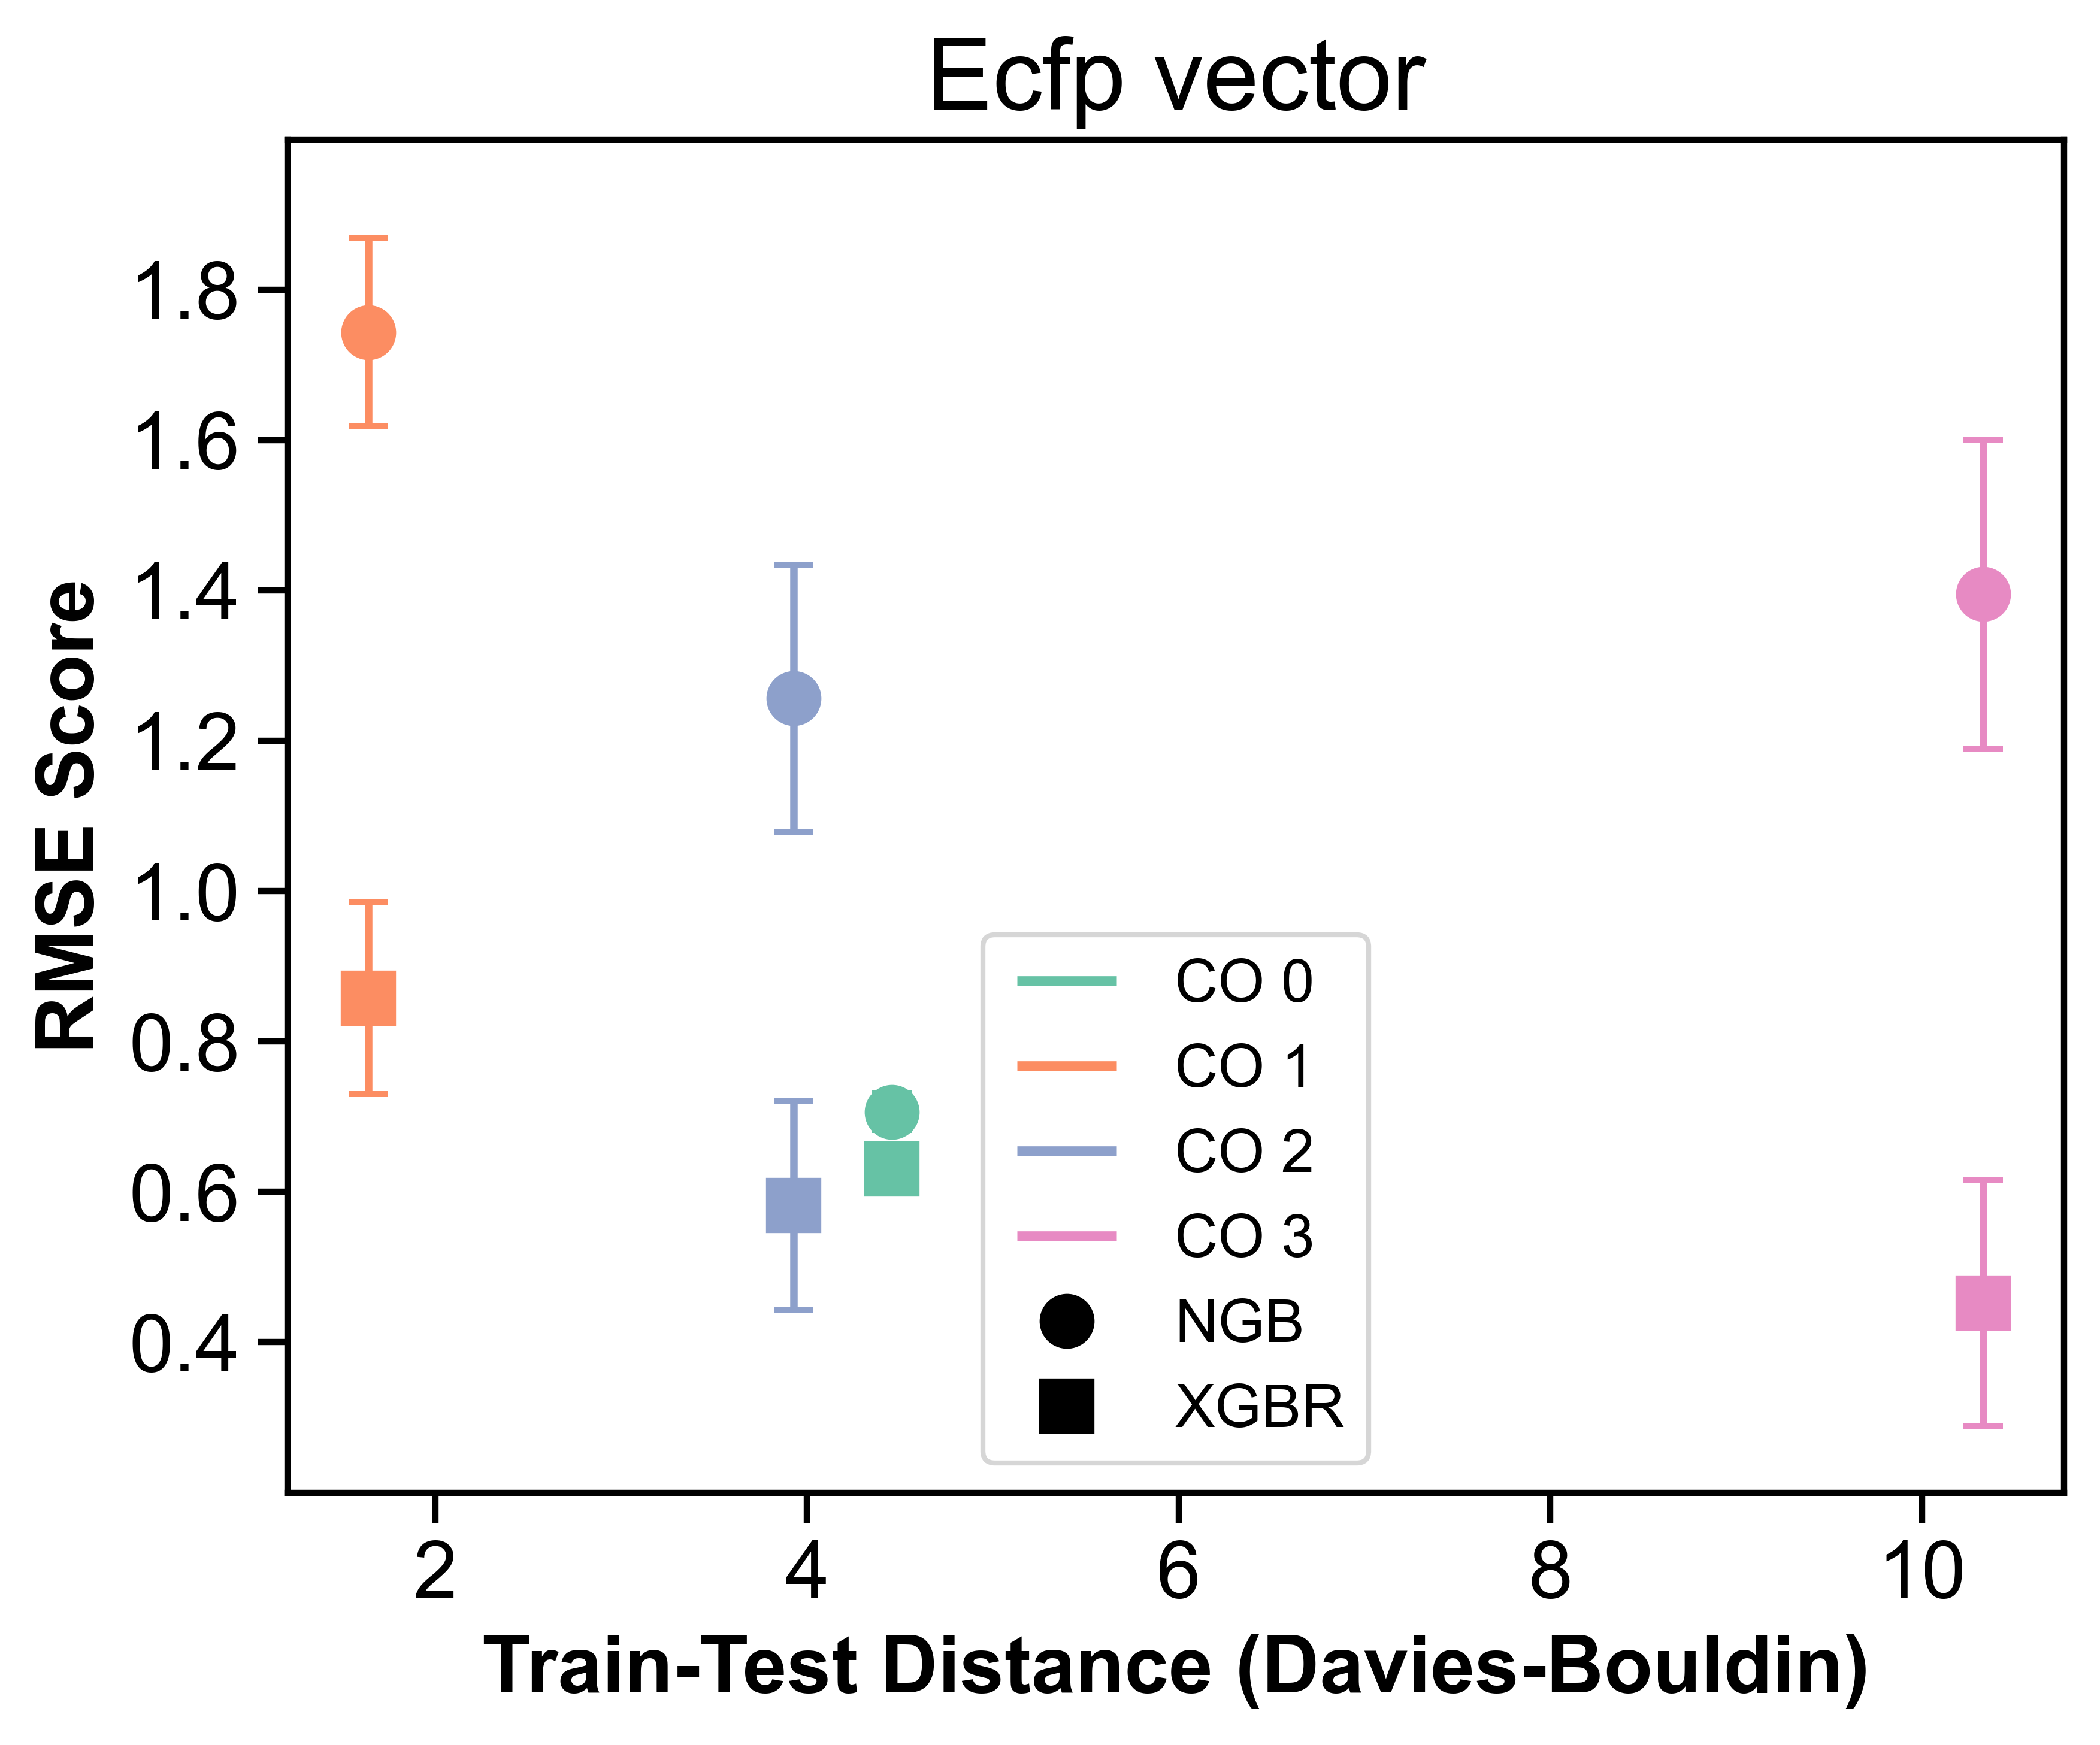 Ecfp vector
RMSE Score
1.8
1.6
1.4
1.2
1.0
0.8
0.6
0.4
CO 0
CO 1
CO 2
CO 3
NGB
XGBR
2 4 6 8 10
Train-Test Distance (Davies-Bouldin)